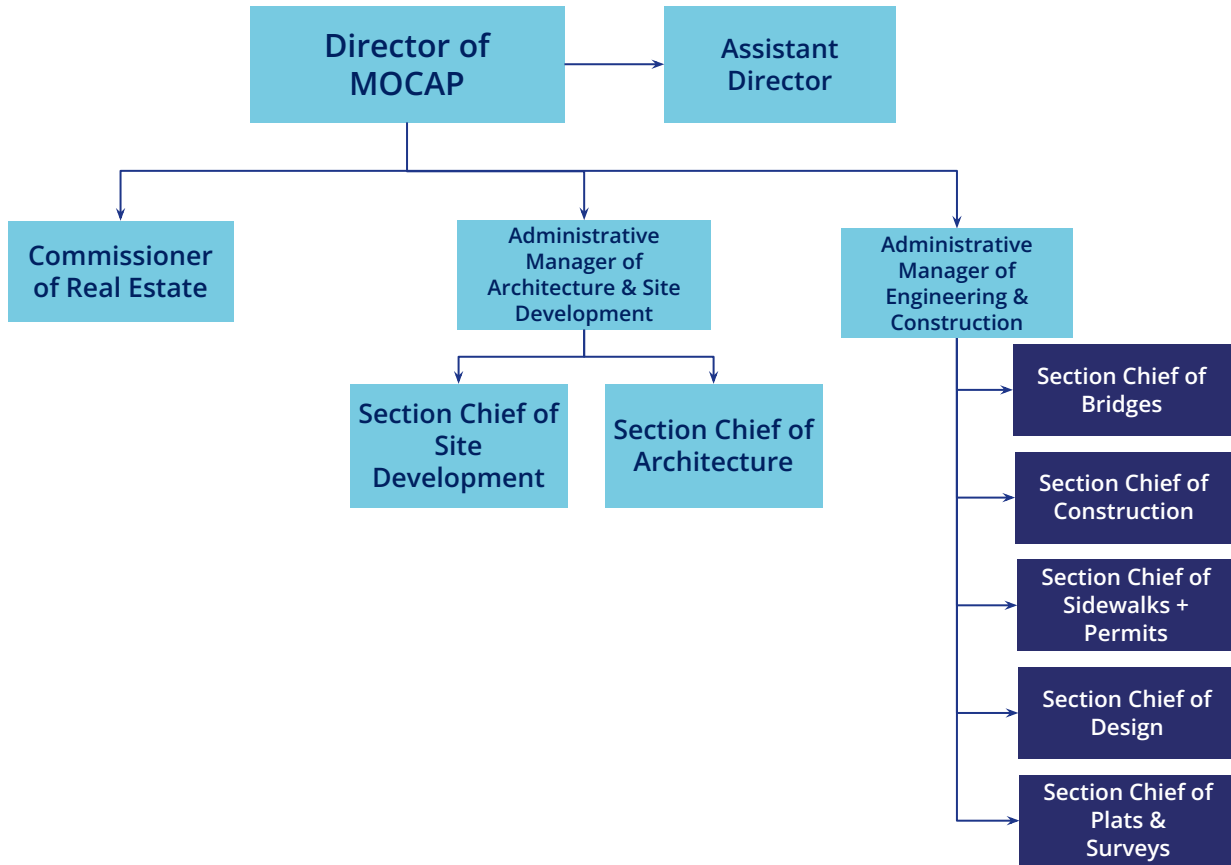 Director of
MOCAP
Assistant
Director
Commissioner
of Real Estate
Administrative
Manager of
Architecture & Site
Development
Administrative
Manager of
Engineering &
Construction
Section Chief of
Site
Development
Section Chief of
Architecture
Section Chief of
Bridges
Section Chief of
Construction
Section Chief of
Sidewalks +
Permits
Section Chief of
Design
Section Chief of
Plats &
Surveys